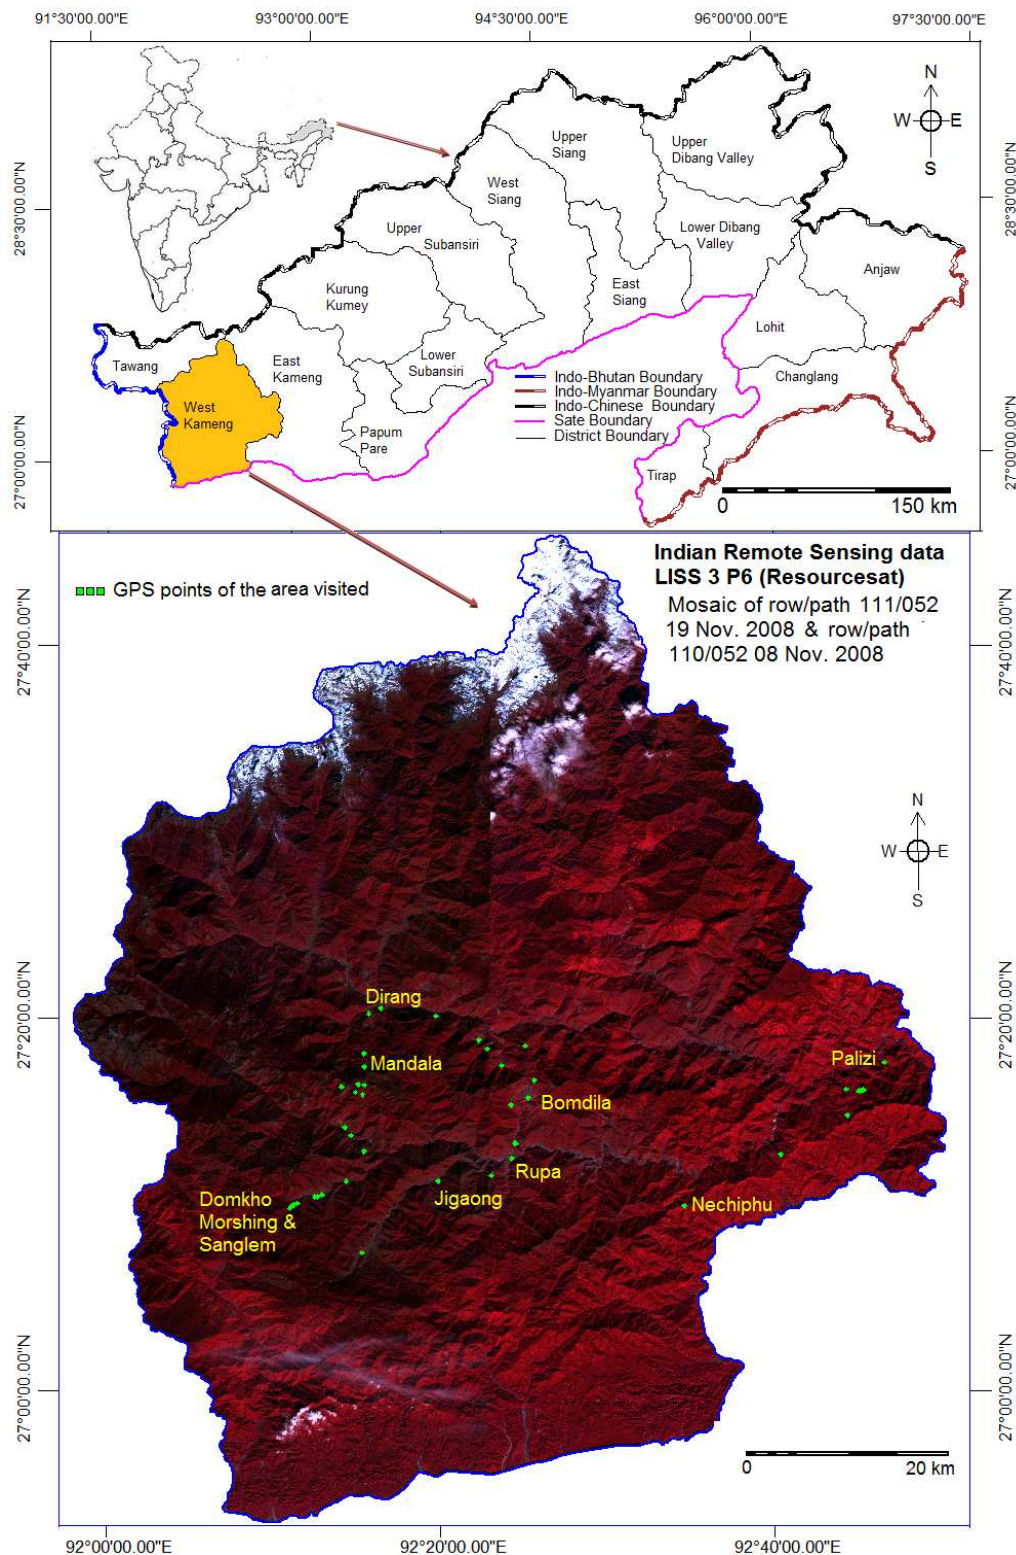 91°30'00.00"E
93°00'00.00"E
94°30'00.00"E
96°00'00.00"E
97°30'00.00"E
28°30'00.00"N
28°30'00.00"N
27°00'00.00"N
27°00'00.00"N
N
W
E
S
Upper
Siang
Upper
Dibang Valley
West
Siang
Upper
Subansiri
Lower Dibang
Valley
Anjaw
Kurung
Kumey
East
Siang
Lohit
Tawang
East
Kameng
Lower
Subansiri
Changlang
West
Kameng
Papum
Pare
Tirap
Indo-Bhutan Boundary
Indo-Myanmar Boundary
Indo-Chinese Boundary
Sate Boundary
District Boundary
0
150 km
Indian Remote Sensing data
LISS 3 P6 (Resourcesat)
Mosaic of row/path 111/052
19 Nov. 2008 & row/path
110/052 08 Nov. 2008
GPS points of the area visited
27°40'00.00"N
27°40'00.00"N
N
W
E
S
27°20'00.00"N
27°20'00.00"N
Dirang
Mandala
Palizi
Bomdila
Rupa
Domkho
Morshing &
Sanglem
Jigaong
Nechiphu
27°00'00.00"N
27°00'00.00"N
0
20 km
92°00'00.00"E
92°20'00.00"E
92°40'00.00"E